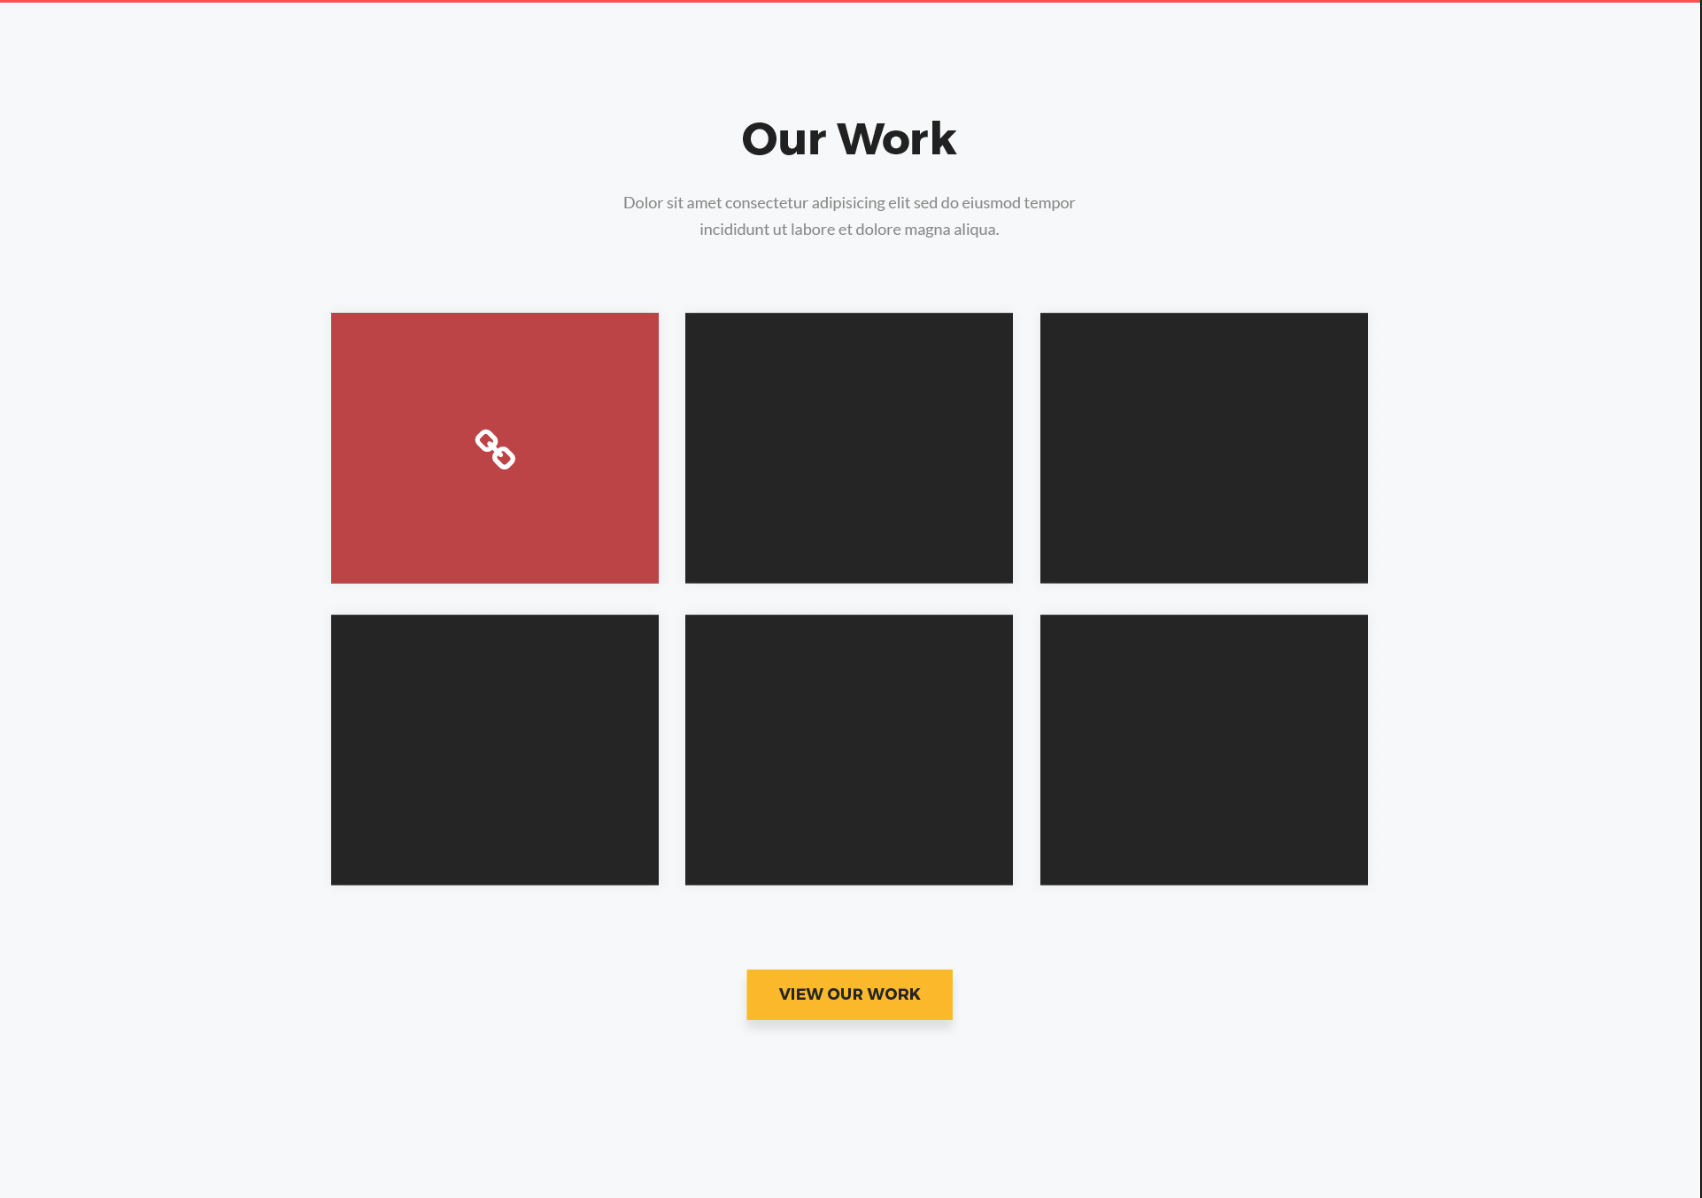 Our Work
Dolor sit amet consectetur adipisicing elit sed do eiusmod tempor
incididunt ut labore et dolore magna aliqua.
VIEW OUR WORK